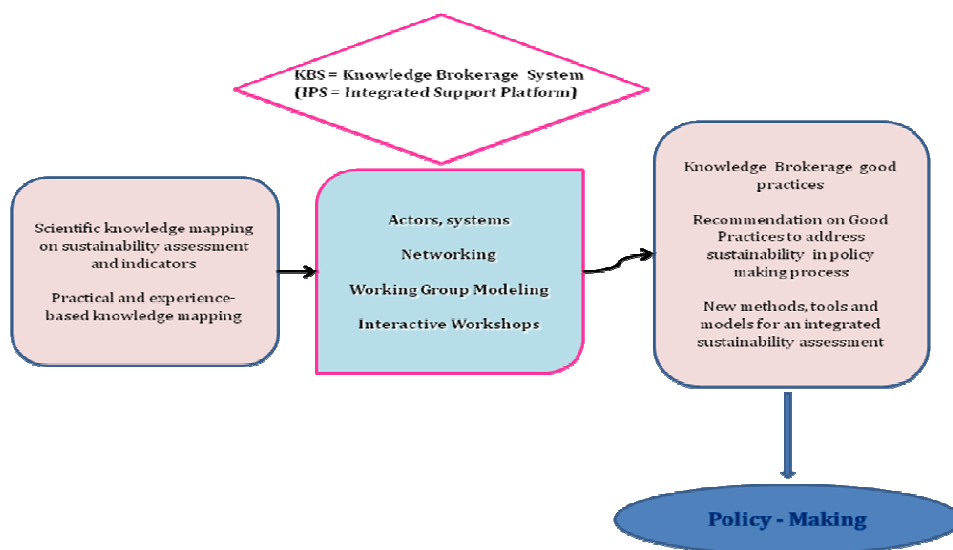 KBS = Knowledge Brokerage System
(IPS = Integrated Support Platform)
Scientific knowledge mapping
on sustainability assessment
and indicators
Practical and experience-
based knowledge mapping
Actors, systems
Networking
Working Group Modeling
Interactive Workshops
Knowledge Brokerage good
practices
Recommendation on Good
Practices to address
sustainability in policy
making process
New methods, tools and
models for an integrated
sustainability assessment
Policy - Making